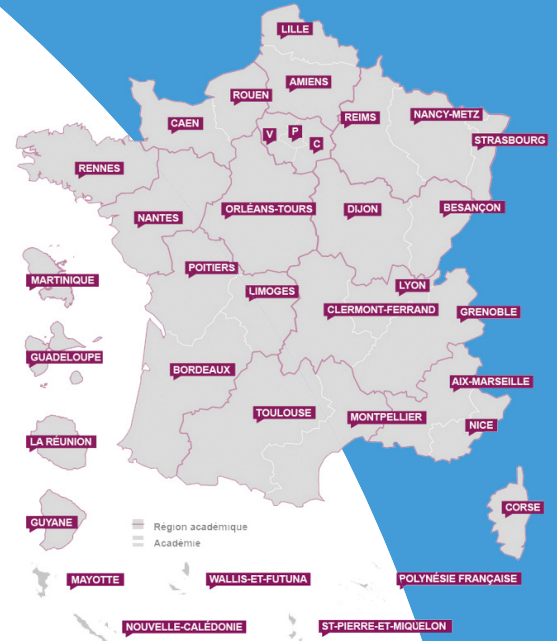 LILLE
AMIENS
ROUEN
CAEN
V
P
C
REIMS
NANCY-METZ
STRASBOURG
RENNES
NANTES
ORLÉANS-TOURS
DIJON
BESANÇON
POITIERS
LIMOGES
LYON
CLERMONT-FERRAND
GRENOBLE
MARTINIQUE
GUADELOUPE
BORDEAUX
AIX-MARSEILLE
TOULOUSE
MONTPELLIER
NICE
LA RÉUNION
CORSE
GUYANE
Région academique
Académie
MAYOTTE
WALLIS-ET-FUTUNA
POLYNÉSIE FRANÇAISE
NOUVELLE-CALÉDONIE
ST-PIERRE-ET-MIQUELON